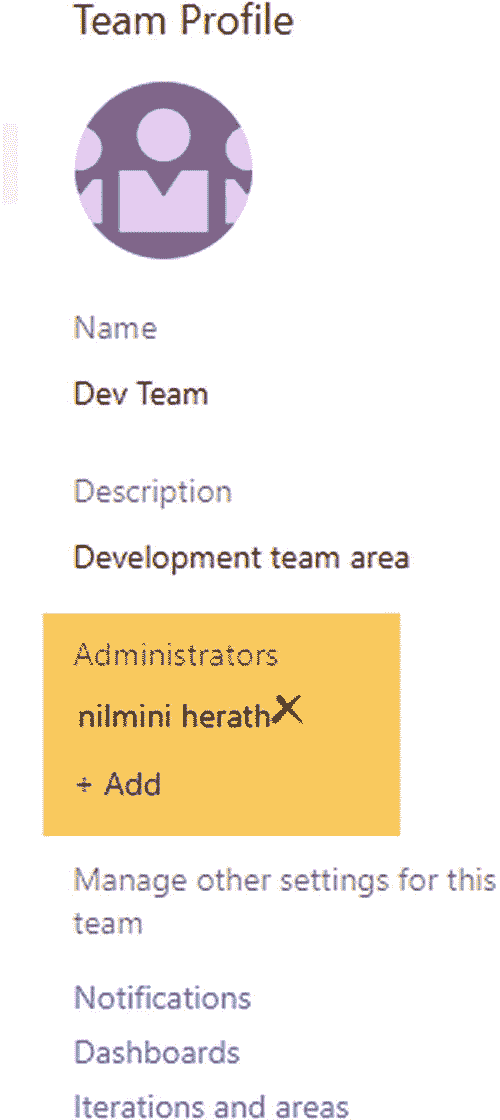 Team Profile
Name
Dev Team
Description
Development team area
Administrators
nilmini herath
+ Add
Manage other settings for this
team
Notifications
Dashboards
Iterations and areas